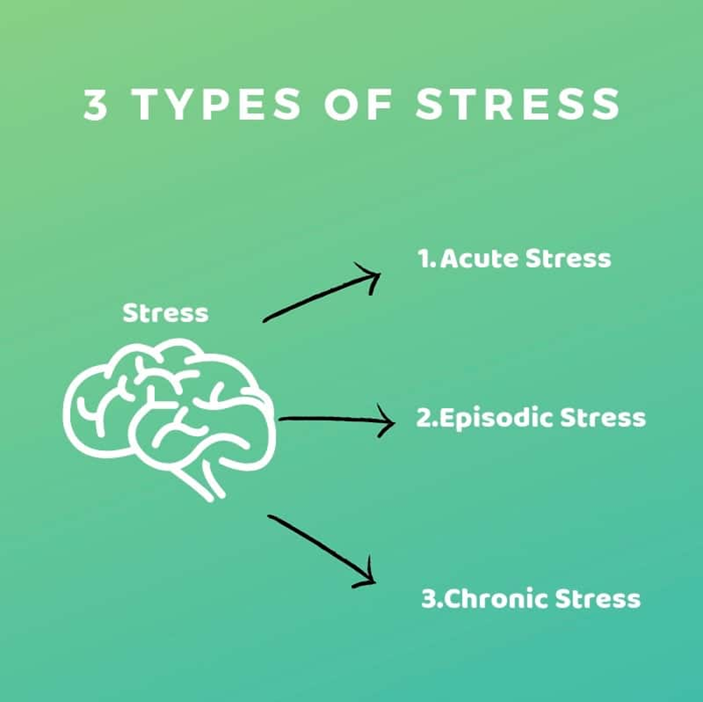 3 TYPES OF STRESS
Stress
1.Acute Stress
2.Episodic Stress
3.Chronic Stress